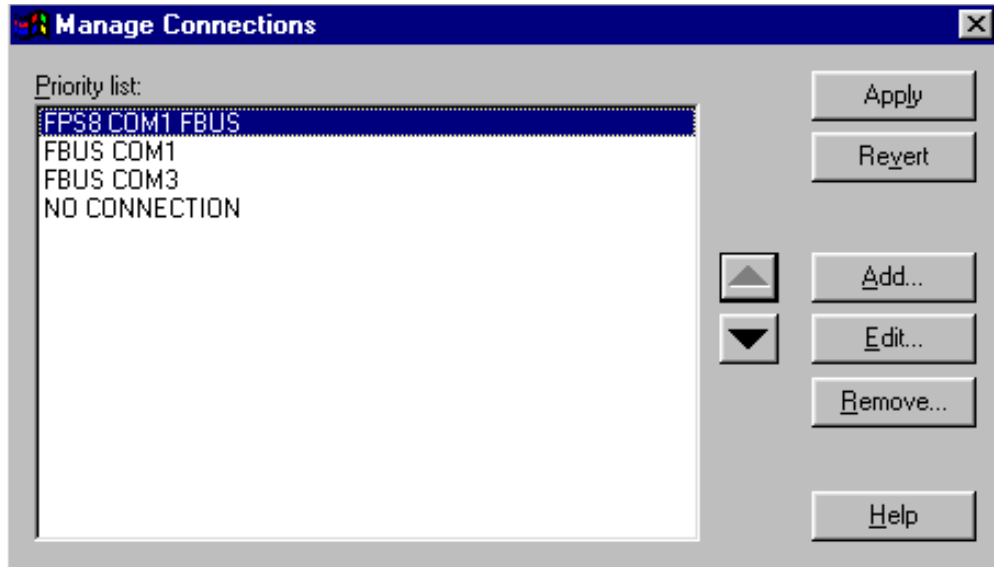 Manage Connections
Priority list:
FPS8 COM1 FBUS
FBUS COM1
FBUS COM3
NO CONNECTION
Apply
Revert
Add...
Edit...
Remove...
Help